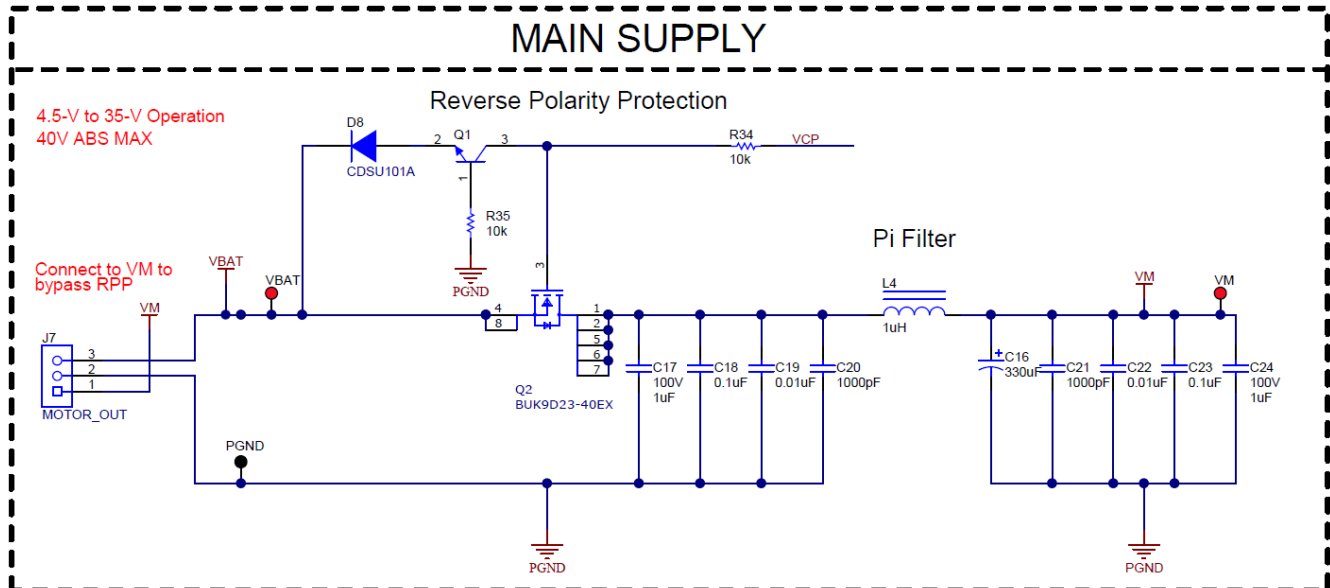 MAIN SUPPLY
4.5-V to 35-V Operation
40V ABS MAX
Reverse Polarity Protection
D8
CDSU101A
2
Q1
3
1
R34
10k
VCP
R35
10k
PGND
Connect to VM to
bypass RPP
VBAT
VBAT
VM
J7
3
2
1
MOTOR_OUT
3
4
8
1
2
5
6
7
Q2
BUK9D23-40EX
Pi Filter
L4
1uH
VM
VM
C17
100V
1uF
C18
0.1uF
C19
0.01uF
C20
1000pF
+
C16
330uF
C21
1000pF
C22
0.01uF
C23
0.1uF
C24
100V
1uF
PGND
PGND
PGND